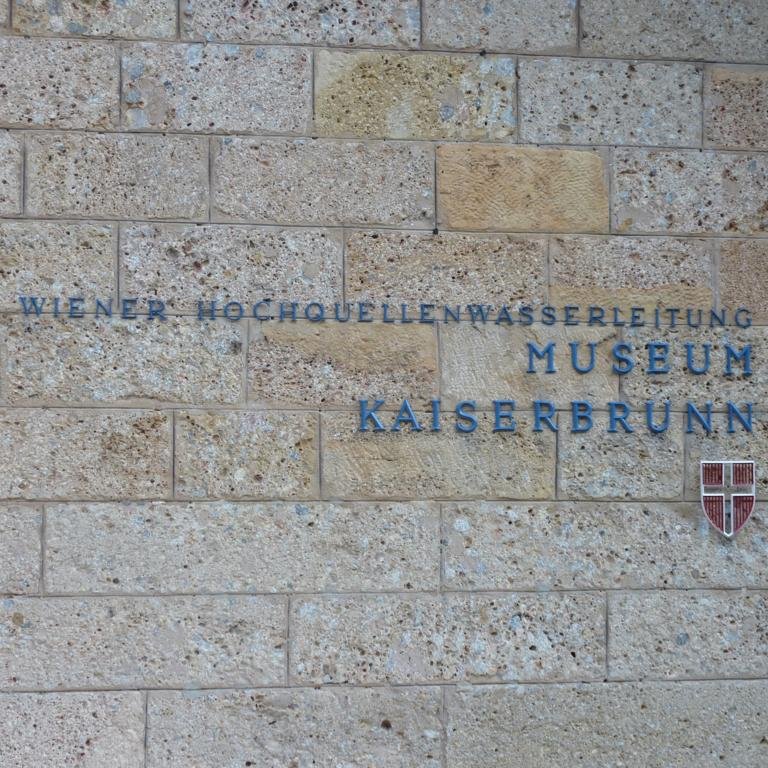 WIENER HOCHQUELLENWASSERLEITUNG
MUSEUM
KAISERBRUNN